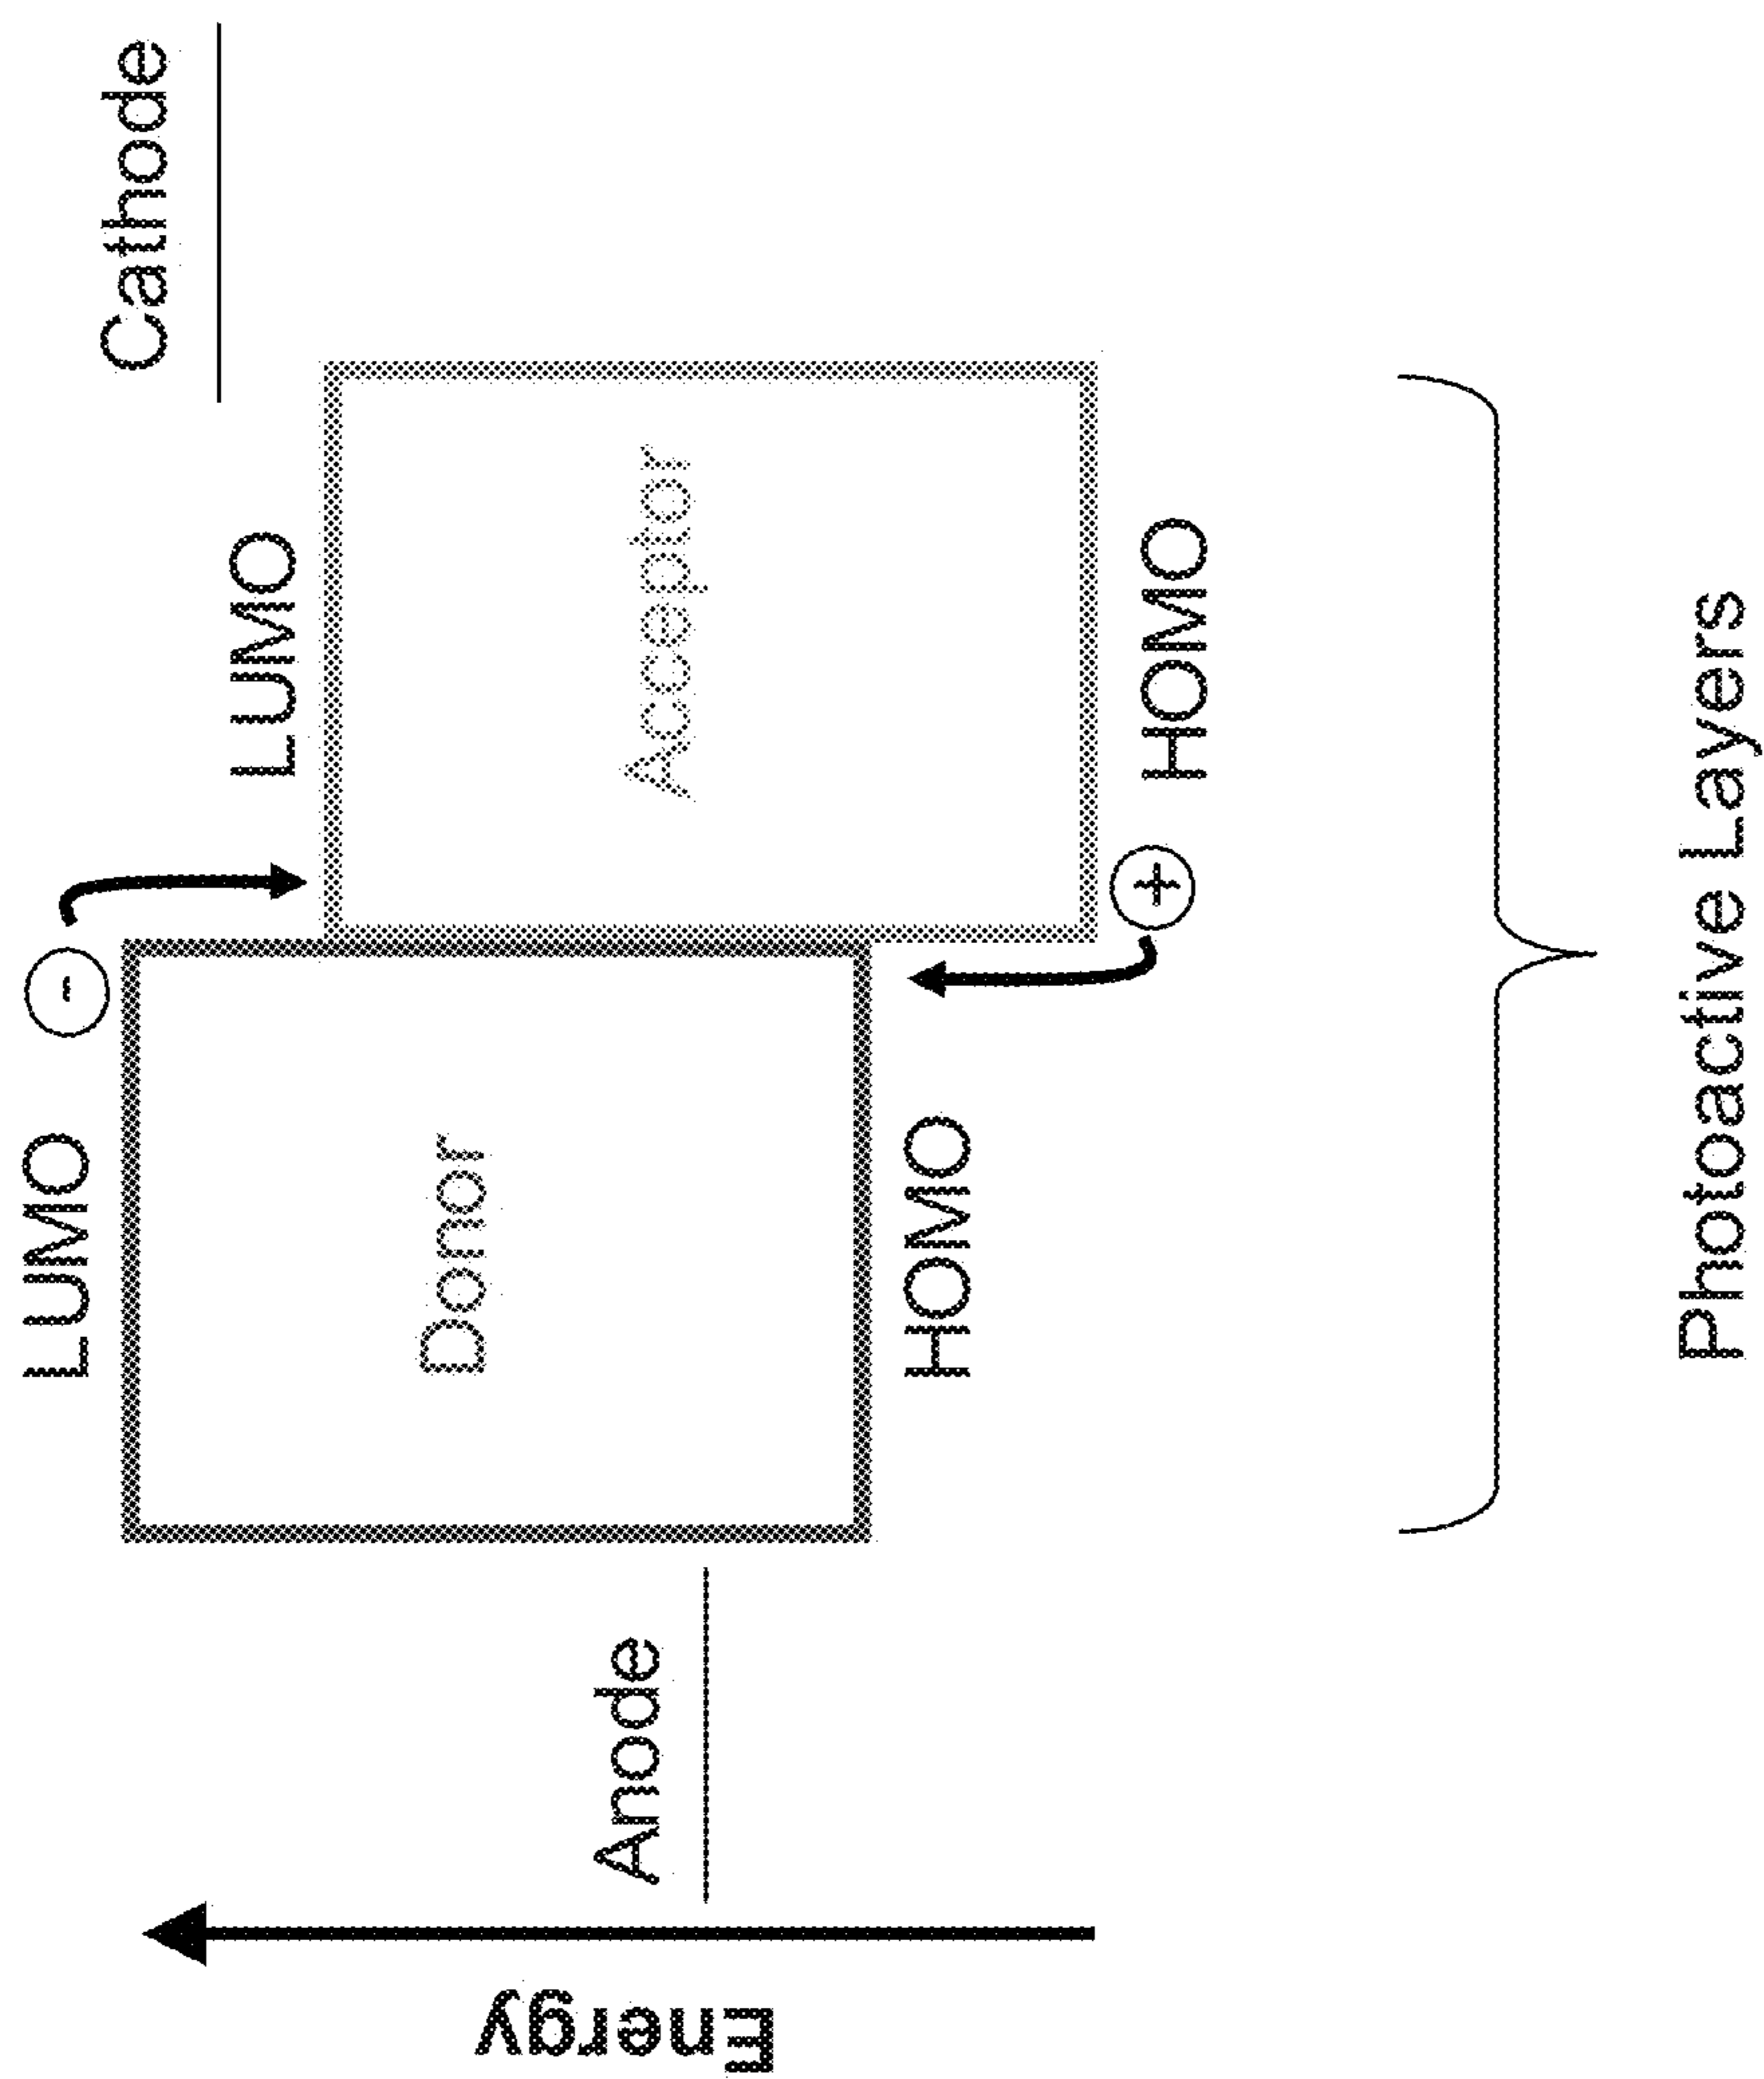 Energy
Anode
LUMO
Donor
HOMO
-
LUMO
Acceptor
HOMO
+
Cathode
Photoactive Layers